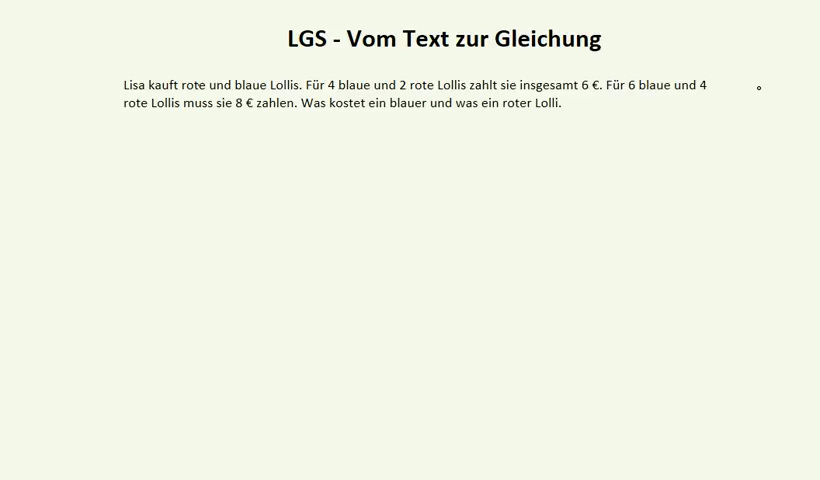 LGS - Vom Text zur Gleichung
Lisa kauft rote und blaue Lollis. Für 4 blaue und 2 rote Lollis zahlt sie insgesamt 6 €. Für 6 blaue und 4
rote Lollis muss sie 8 € zahlen. Was kostet ein blauer und was ein roter Lolli.